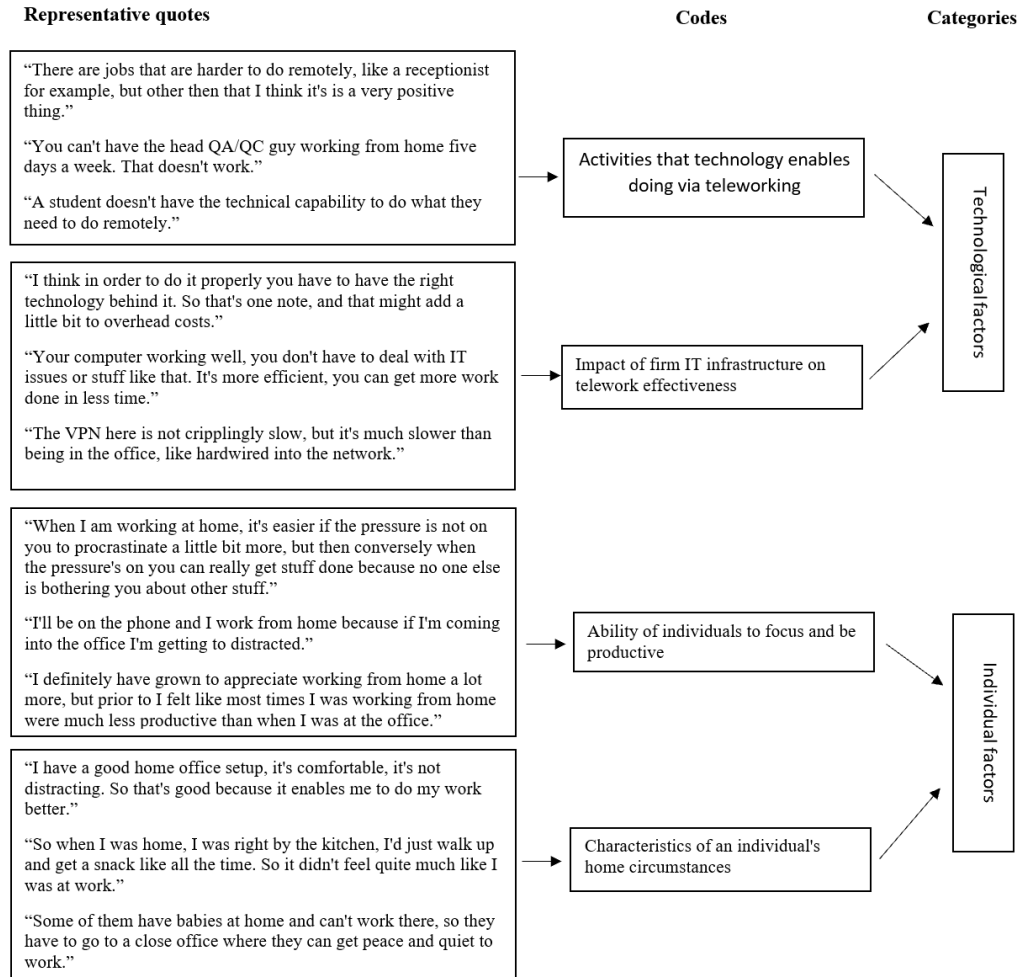 Representative quotes
Codes
Categories
“There are jobs that are harder to do remotely, like a receptionist
for example, but other then that I think it's is a very positive
thing.”
“You can't have the head QA/QC guy working from home five
days a week. That doesn't work.”
“A student doesn't have the technical capability to do what they
need to do remotely.”
Activities that technology enables
doing via teleworking
Technological factors
“I think in order to do it properly you have to have the right
technology behind it. So that's one note, and that might add a
little bit to overhead costs.”
“Your computer working well, you don't have to deal with IT
issues or stuff like that. It's more efficient, you can get more work
done in less time.”
“The VPN here is not cripplingly slow, but it's much slower than
being in the office, like hardwired into the network.”
Impact of firm IT infrastructure on
telework effectiveness
“When I am working at home, it's easier if the pressure is not on
you to procrastinate a little bit more, but then conversely when
the pressure's on you can really get stuff done because no one else
is bothering you about other stuff.”
“I'll be on the phone and I work from home because if I'm coming
into the office I'm getting to distracted.”
“I definitely have grown to appreciate working from home a lot
more, but prior to I felt like most times I was working from home
were much less productive than when I was at the office.”
Ability of individuals to focus and be
productive
Individual factors
“I have a good home office setup, it's comfortable, it's not
distracting. So that's good because it enables me to do my work
better.”
“So when I was home, I was right by the kitchen, I'd just walk up
and get a snack like all the time. So it didn't feel quite much like I
was at work.”
“Some of them have babies at home and can't work there, so they
have to go to a close office where they can get peace and quiet to
work.”
Characteristics of an individual's
home circumstances